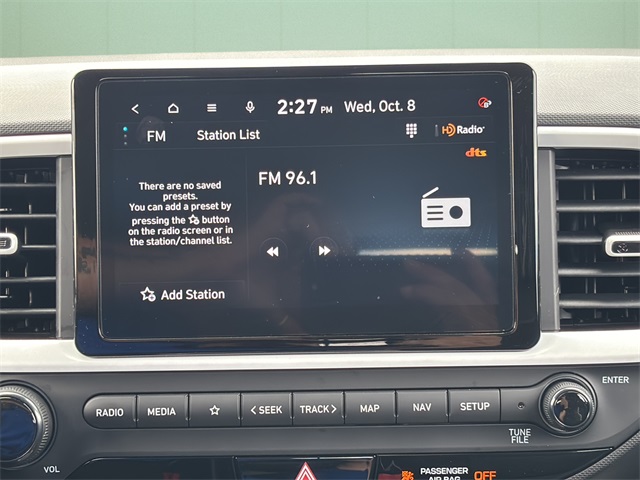 2:27 PM Wed, Oct. 8
FM Station List HD Radio
dts
There are no saved
presets.
You can add a preset by
pressing the button
on the radio screen or in
the station/channel list.
Add Station
FM 96.1
RADIO MEDIA < SEEK TRACK > MAP NAV SETUP
ENTER
TUNE
FILE
VOL
PASSENGER
AIR BAG OFF